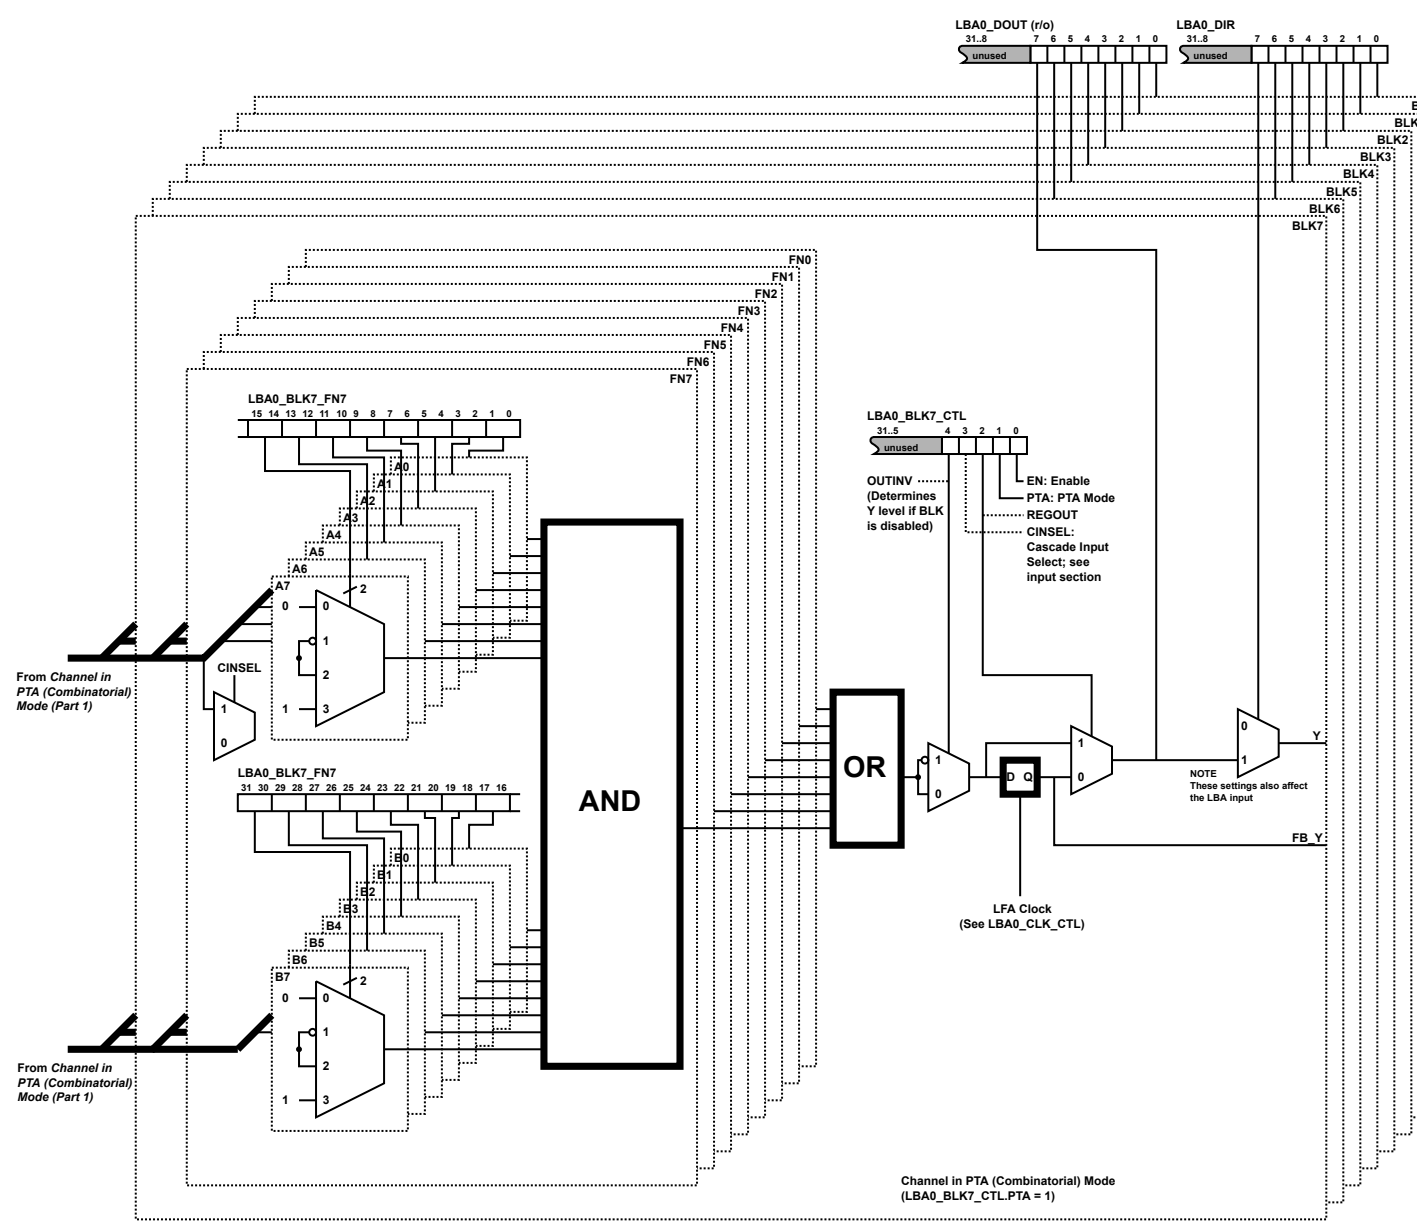 LBA0_DOUT (r/o)
31..8 7 6 5 4 3 2 1 0
unused
LBA0_DIR
31..8 7 6 5 4 3 2 1 0
unused
BLK
BLK2
BLK3
BLK4
BLK5
BLK6
BLK7
FN0
FN1
FN2
FN3
FN4
FN5
FN6
FN7
LBA0_BLK7_FN7
15 14 13 12 11 10 9 8 7 6 5 4 3 2 1 0
A0
A1
A2
A3
A4
A5
A6
A7
2
0 0
1
2
1 3
From Channel in
PTA (Combinatorial)
Mode (Part 1)
CINSEL
1
0
LBA0_BLK7_FN7
31 30 29 28 27 26 25 24 23 22 21 20 19 18 17 16
B0
B1
B2
B3
B4
B5
B6
B7
2
0 0
1
2
1 3
From Channel in
PTA (Combinatorial)
Mode (Part 1)
AND
OR
LBA0_BLK7_CTL
31..5 4 3 2 1 0
unused
OUTINV
(Determines
Y level if BLK
is disabled)
EN: Enable
PTA: PTA Mode
REGOUT
CINSEL:
Cascade Input
Select; see
input section
1
0
D Q
1
0
0
1
Y
NOTE
These settings also affect
the LBA input
FB_Y
LFA Clock
(See LBA0_CLK_CTL)
Channel in PTA (Combinatorial) Mode
(LBA0_BLK7_CTL.PTA = 1)